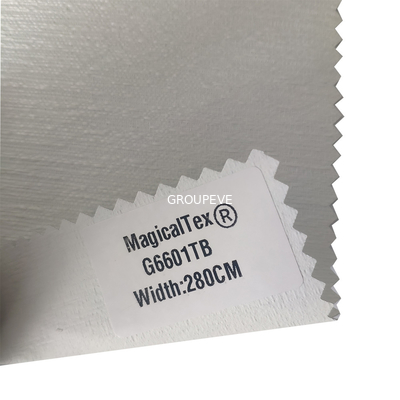 GROUPEVE
MagicalTex®
G6601TB
Width:280CM